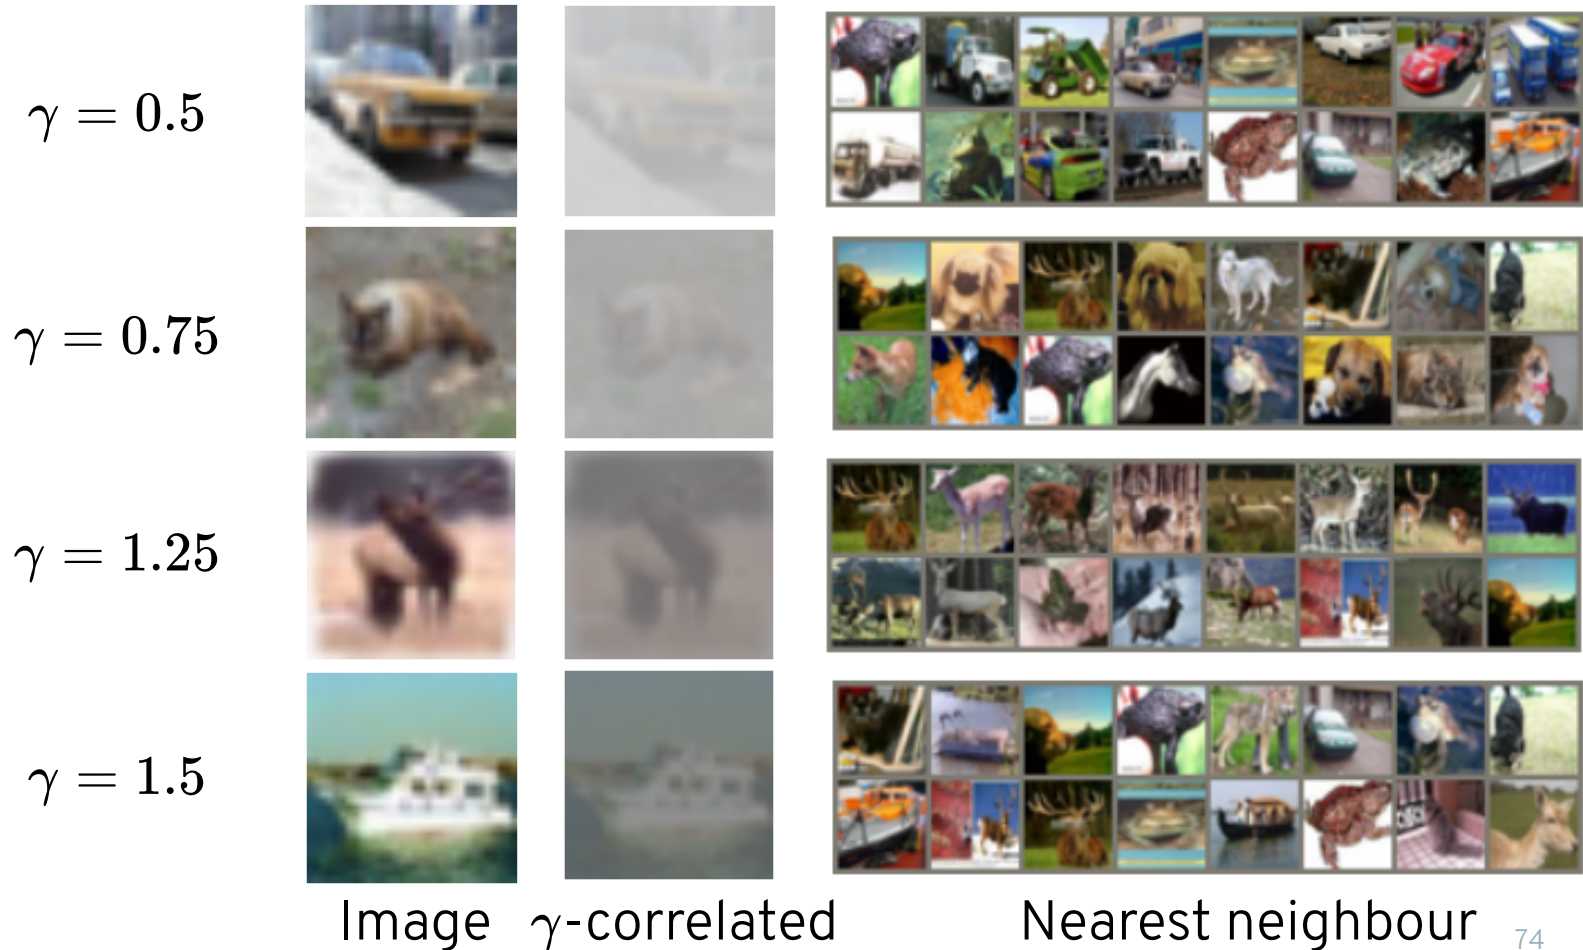 γ = 0.5
γ = 0.75
γ = 1.25
γ = 1.5
Image γ-correlated Nearest neighbour
74